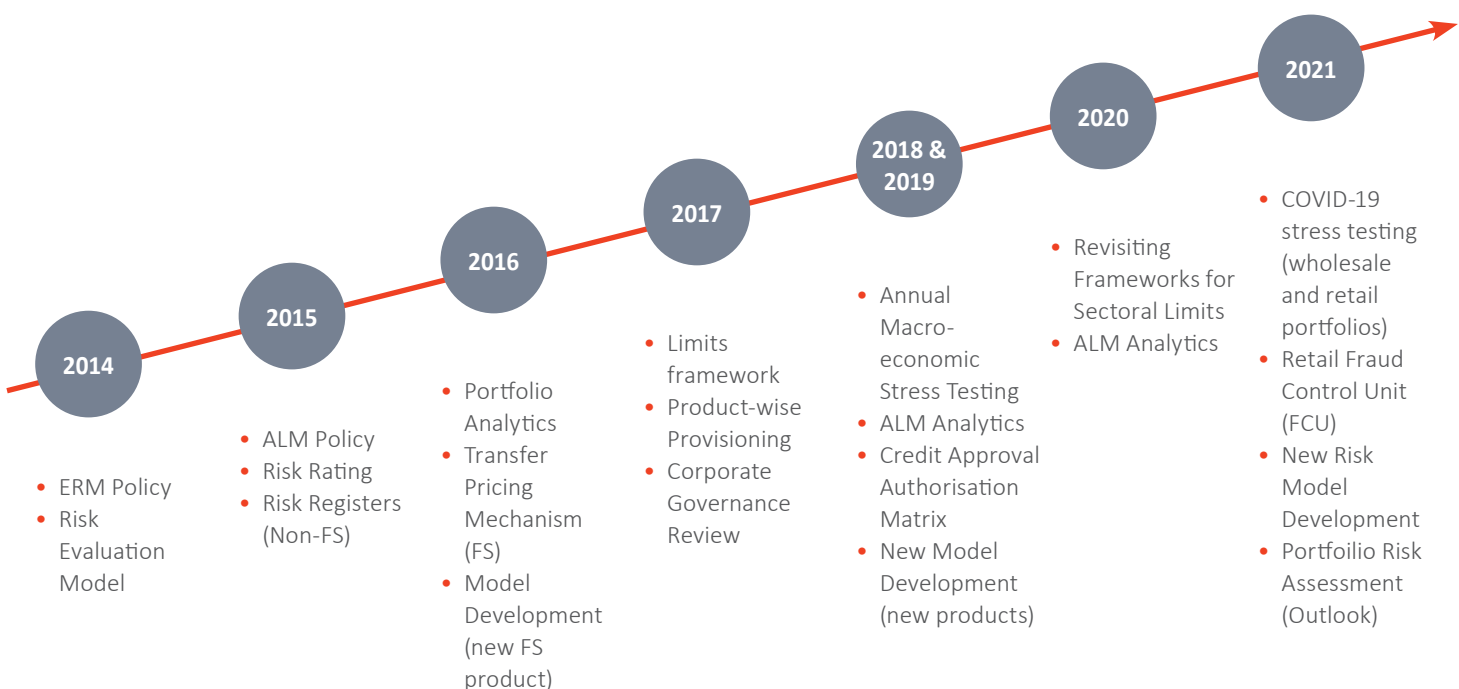 2014
• ERM Policy
• Risk
Evaluation
Model
2015
• ALM Policy
• Risk Rating
• Risk Registers
(Non-FS)
2016
• Portfolio
Analytics
• Transfer
Pricing
Mechanism
(FS)
• Model
Development
(new FS
product)
2017
• Limits
framework
• Product-wise
Provisioning
• Corporate
Governance
Review
2018 &
2019
• Annual
Macro-
economic
Stress Testing
• ALM Analytics
• Credit Approval
Authorisation
Matrix
• New Model
Development
(new products)
2020
• Revisiting
Frameworks for
Sectoral Limits
• ALM Analytics
2021
• COVID-19
stress testing
(wholesale
and retail
portfolios)
• Retail Fraud
Control Unit
(FCU)
• New Risk
Model
Development
• Portfoilio Risk
Assessment
(Outlook)